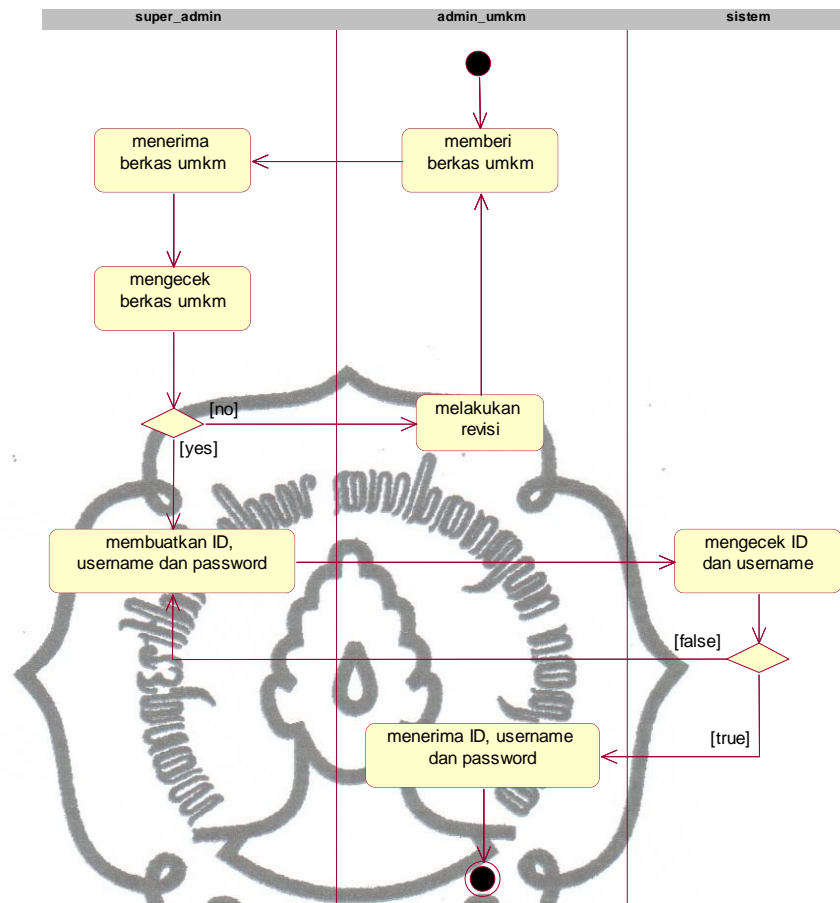 super_admin
admin_umkm
sistem
menerima
berkas umkm
memberi
berkas umkm
mengecek
berkas umkm
[no]
melakukan
revisi
[yes]
membuatkan ID,
username dan password
mengecek ID
dan username
[false]
menerima ID, username
dan password
[true]